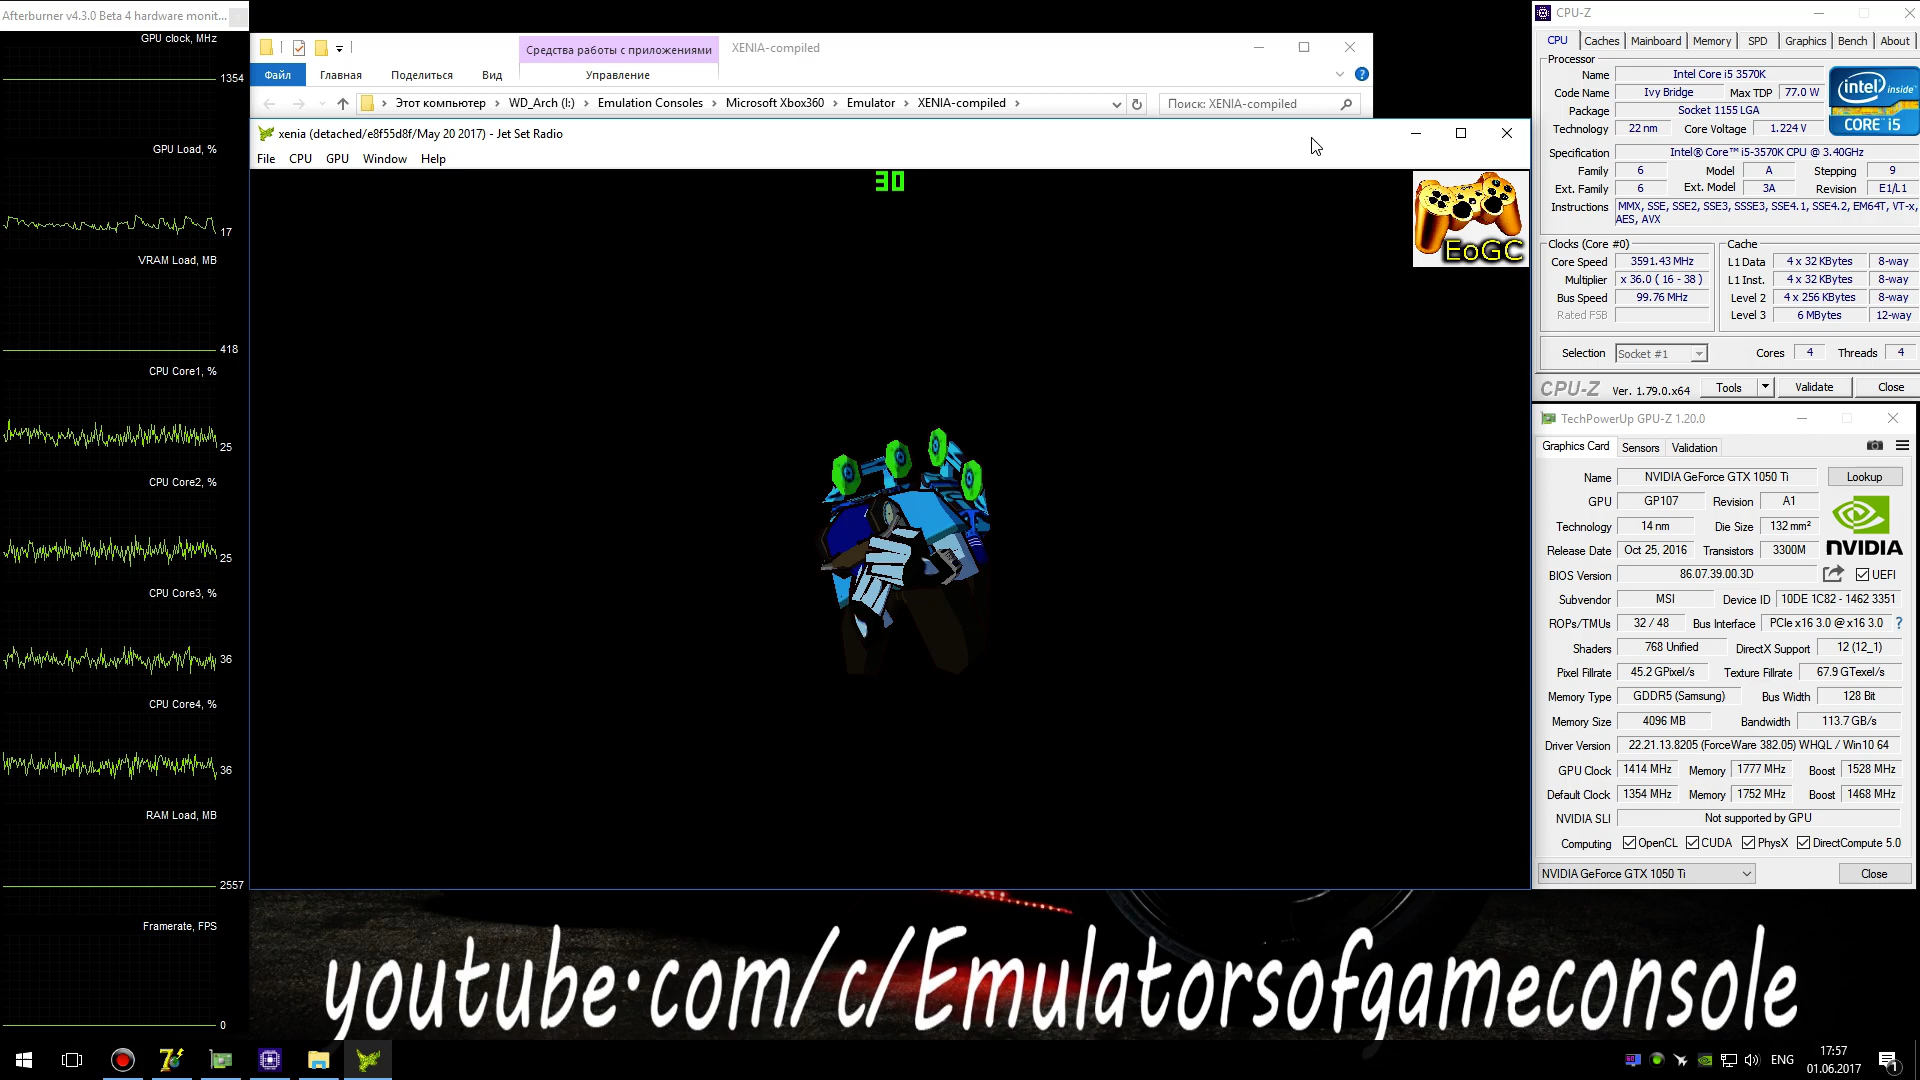 Afterburner v4.3.0 Beta 4 hardware monit...
GPU clock, MHz
1354
GPU Load, %
17
VRAM Load, MB
418
CPU Core1, %
25
CPU Core2, %
25
CPU Core3, %
36
CPU Core4, %
36
RAM Load, MB
2557
Framerate, FPS
0
Средства работы с приложениями
XENIA-compiled
Файл
Главная
Поделиться
Вид
Управление
Этот компьютер
WD_Arch (I:)
Emulation Consoles
Microsoft Xbox360
Emulator
XENIA-compiled
Поиск: XENIA-compiled
xenia (detached/e8f55d8f/May 20 2017) - Jet Set Radio
File CPU GPU Window Help
30
EoGC
youtube.com/c/Emulatorsofgameconsole
CPU-Z
CPU Caches Mainboard Memory SPD Graphics Bench About
Processor
Name Intel Core i5 3570K
Code Name Ivy Bridge Max TDP 77.0 W
Package Socket 1155 LGA
Technology 22 nm Core Voltage 1.224 V
intel inside
CORE i5
Specification Intel® Core™ i5-3570K CPU @ 3.40GHz
Family 6 Model A Stepping 9
Ext. Family 6 Ext. Model 3A Revision E1/L1
Instructions MMX, SSE, SSE2, SSE3, SSSE3, SSE4.1, SSE4.2, EM64T, VT-x,
AES, AVX
Clocks (Core #0)
Core Speed 3591.43 MHz
Multiplier x 36.0 ( 16 - 38 )
Bus Speed 99.76 MHz
Rated FSB
Cache
L1 Data 4 x 32 KBytes 8-way
L1 Inst. 4 x 32 KBytes 8-way
Level 2 4 x 256 KBytes 8-way
Level 3 6 MBytes 12-way
Selection Socket #1 Cores 4 Threads 4
CPU-Z Ver. 1.79.0.x64 Tools Validate Close
TechPowerUp GPU-Z 1.20.0
Graphics Card Sensors Validation
Name NVIDIA GeForce GTX 1050 Ti Lookup
GPU GP107 Revision A1
Technology 14 nm Die Size 132 mm²
Release Date Oct 25, 2016 Transistors 3300M
NVIDIA
BIOS Version 86.07.39.00.3D UEFI
Subvendor MSI Device ID 10DE 1C82 - 1462 3351
ROPs/TMUs 32 / 48 Bus Interface PCIe x16 3.0 @ x16 3.0 ?
Shaders 768 Unified DirectX Support 12 (12_1)
Pixel Fillrate 45.2 GPixel/s Texture Fillrate 67.9 GTexel/s
Memory Type GDDR5 (Samsung) Bus Width 128 Bit
Memory Size 4096 MB Bandwidth 113.7 GB/s
Driver Version 22.21.13.8205 (ForceWare 382.05) WHQL / Win10 64
GPU Clock 1414 MHz Memory 1777 MHz Boost 1528 MHz
Default Clock 1354 MHz Memory 1752 MHz Boost 1468 MHz
NVIDIA SLI Not supported by GPU
Computing OpenCL CUDA PhysX DirectCompute 5.0
NVIDIA GeForce GTX 1050 Ti Close
ENG
17:57
01.06.2017
1